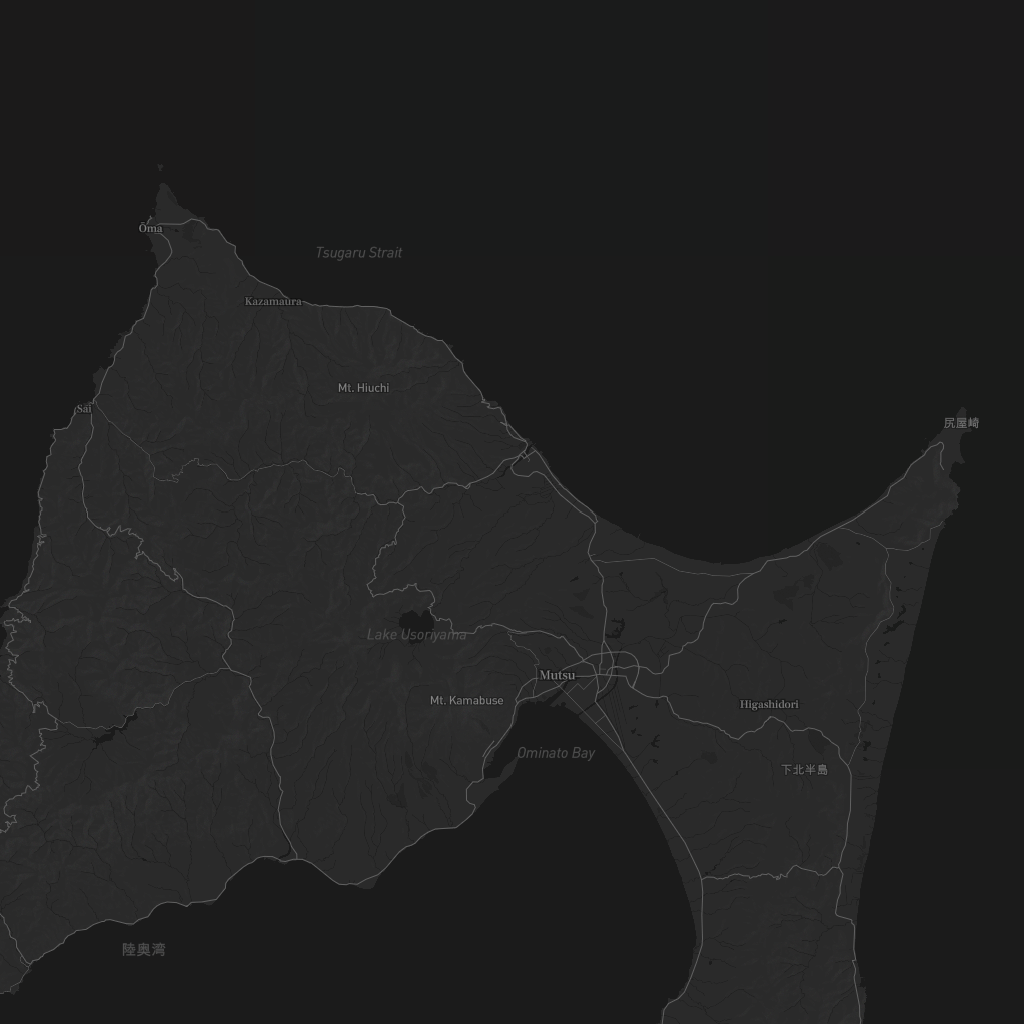 Ōma
Tsugaru Strait
Kazamaura
Mt. Hiuchi
Sai
尻屋崎
Lake Usoriyama
Mutsu
Mt. Kamabuse
Higashidori
Ominato Bay
下北半島
陸奥湾